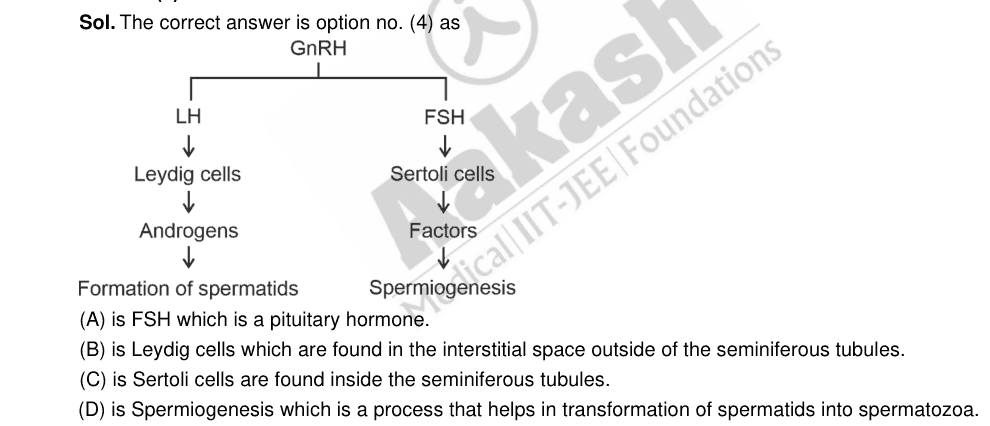 Sol. The correct answer is option no. (4) as
GnRH
LH FSH
Leydig cells Sertoli cells
Androgens Factors
Formation of spermatids Spermiogenesis
(A) is FSH which is a pituitary hormone.
(B) is Leydig cells which are found in the interstitial space outside of the seminiferous tubules.
(C) is Sertoli cells are found inside the seminiferous tubules.
(D) is Spermiogenesis which is a process that helps in transformation of spermatids into spermatozoa.
Aakash
Medical|IIT-JEE|Foundations